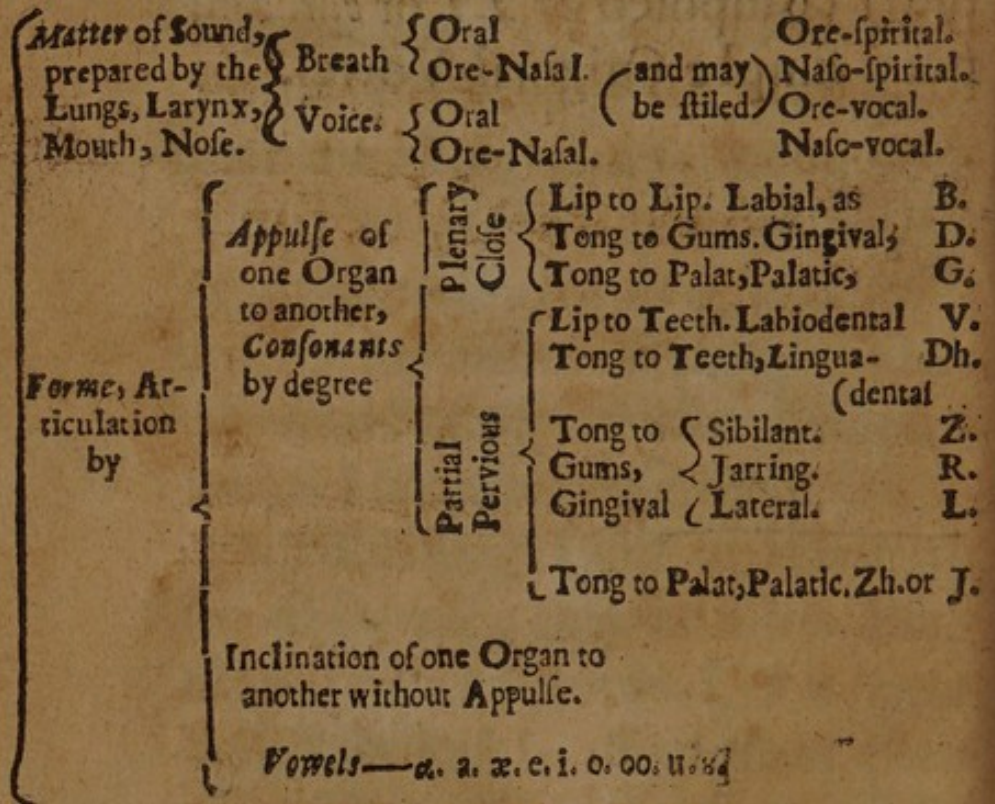 Matter of Sound, Breath Oral Ore-ſpirital.
prepared by the Ore-Naſal. and may Naſo-ſpirital.
Lungs, Larynx, Voice. Oral be ſtiled Ore-vocal.
Mouth, Noſe. Ore-Naſal. Naſo-vocal.
Forme, Ar-
ticulation
by
Appulſe of
one Organ
to another,
Conſonants
by degree
Plenary
Cloſe
Lip to Lip. Labial, as B.
Tong to Gums. Gingival, D.
Tong to Palat, Palatic, G.
Partial
Pervious
Lip to Teeth. Labiodental V.
Tong to Teeth, Lingua- Dh.
(dental
Tong to Sibilant. Z.
Gums, Jarring. R.
Gingival Lateral. L.
Tong to Palat, Palatic. Zh. or J.
Inclination of one Organ to
another without Appulſe.
Vowels—α. a. æ. e. i. o. oo. u. 8.